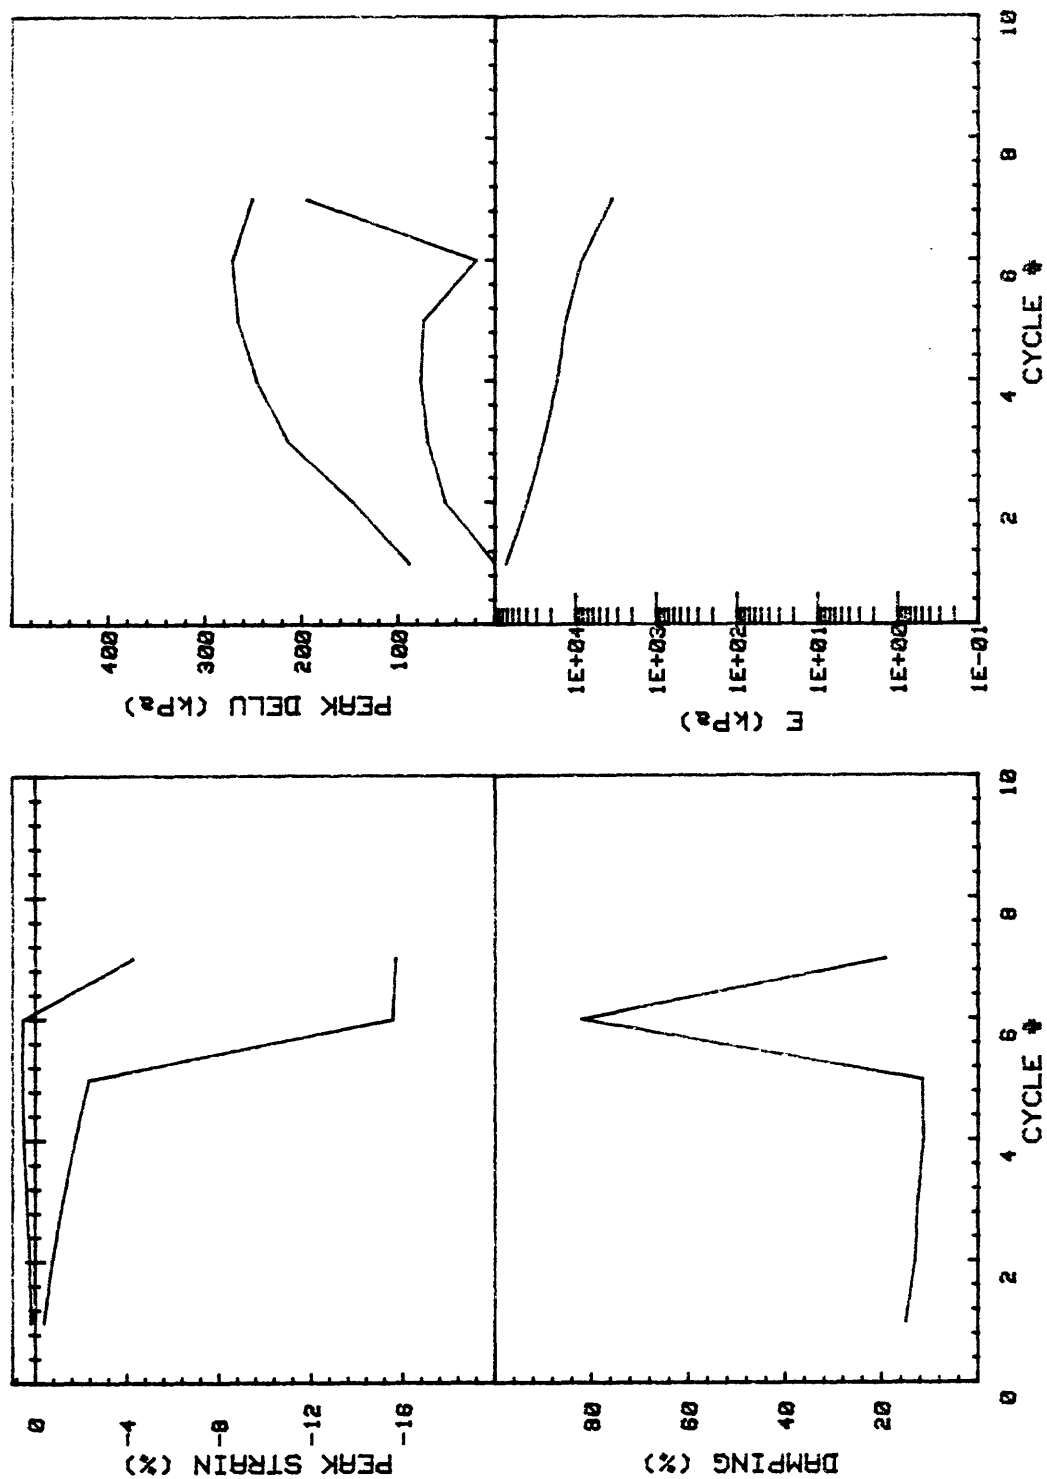 PEAK STRAIN (%)
0
-4
-8
-12
-16
DAMPING (%)
80
60
40
20
0
2
4
6
8
10
CYCLE #
PEAK DELU (kPa)
400
300
200
100
E (kPa)
1E+04
1E+03
1E+02
1E+01
1E+00
1E-01
2
4
6
8
10
CYCLE #